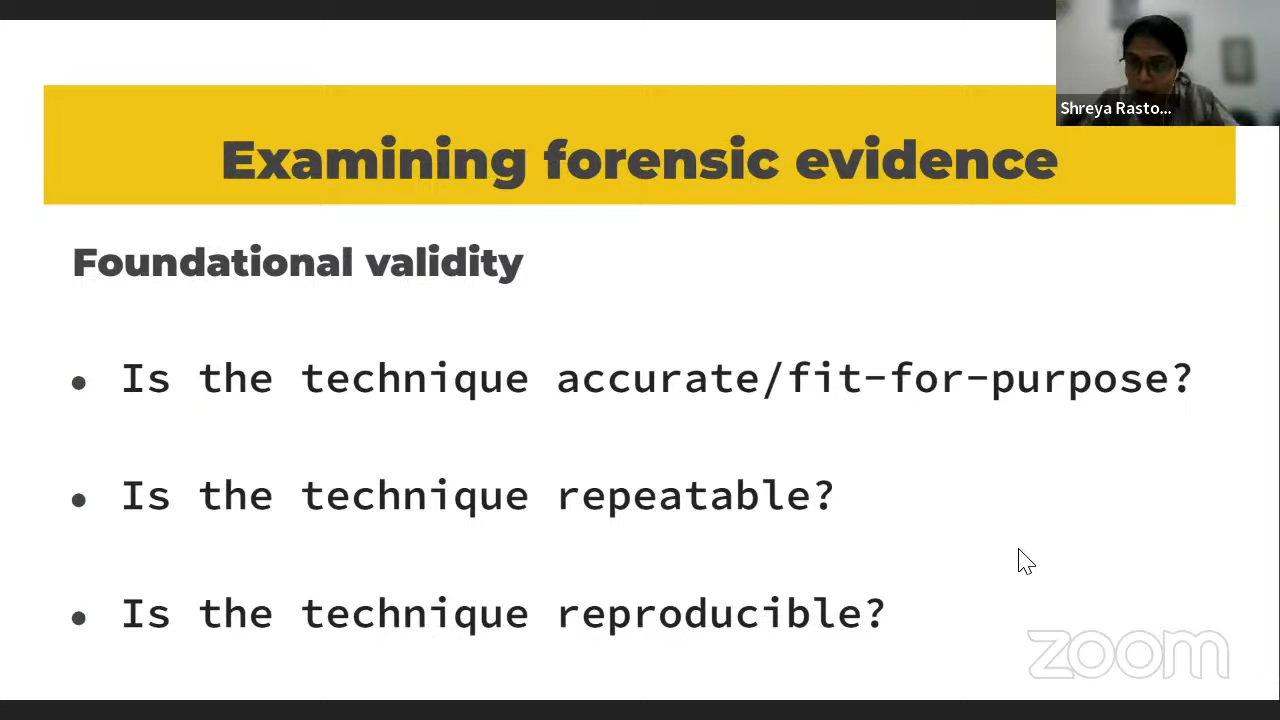 Shreya Rasto...
Examining forensic evidence
Foundational validity
• Is the technique accurate/fit-for-purpose?
• Is the technique repeatable?
• Is the technique reproducible?
zoom